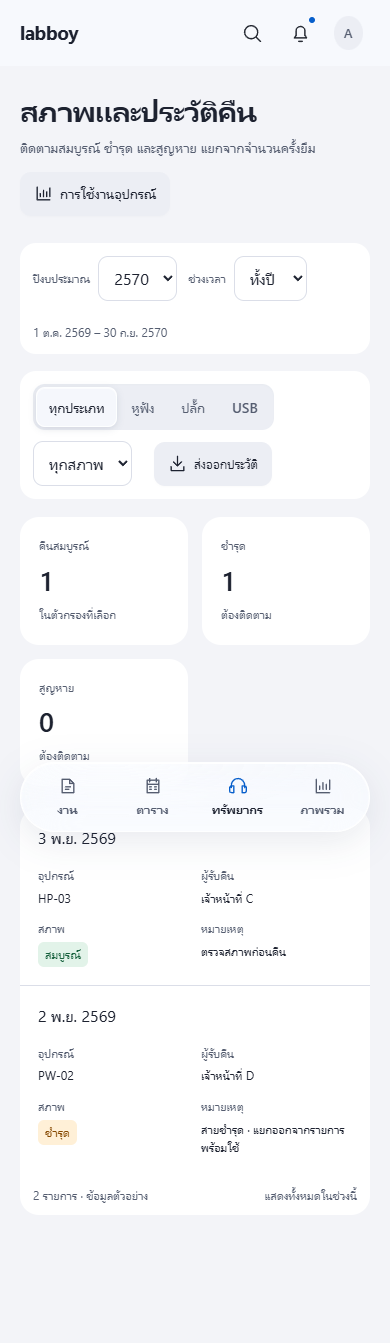 labboy
A
สภาพและประวัติคืน
ติดตามสมบูรณ์ ชำรุด และสูญหาย แยกจากจำนวนครั้งยืม
การใช้งานอุปกรณ์
ปีงบประมาณ 2570 ช่วงเวลา ทั้งปี
1 ต.ค. 2569 – 30 ก.ย. 2570
ทุกประเภท หูฟัง ปลั๊ก USB
ทุกสภาพ ส่งออกประวัติ
คืนสมบูรณ์ ชำรุด
1 1
ในตัวกรองที่เลือก ต้องติดตาม
สูญหาย
0
ต้องติดตาม
งาน ตาราง ทรัพยากร ภาพรวม
3 พ.ย. 2569
อุปกรณ์ ผู้รับคืน
HP-03 เจ้าหน้าที่ C
สภาพ หมายเหตุ
สมบูรณ์ ตรวจสภาพก่อนคืน
2 พ.ย. 2569
อุปกรณ์ ผู้รับคืน
PW-02 เจ้าหน้าที่ D
สภาพ หมายเหตุ
ชำรุด สายชำรุด · แยกออกจากรายการ
พร้อมใช้
2 รายการ · ข้อมูลตัวอย่าง แสดงทั้งหมดในช่วงนี้